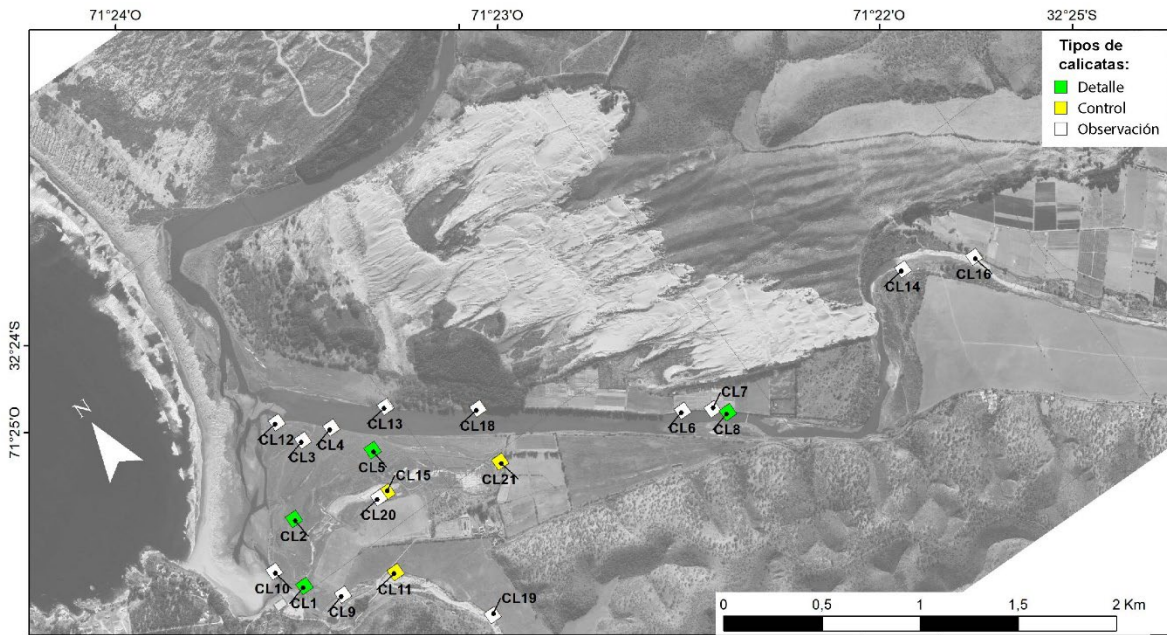 71°24'O
71°23'O
71°22'O
32°25'S
Tipos de
calicatas:
Detalle
Control
Observación
CL16
CL14
32°24'S
71°25'O
N
CL7
CL13
CL18
CL6
CL8
CL12
CL4
CL3
CL5
CL21
CL15
CL20
CL2
CL10
CL1
CL9
CL11
CL19
0 0,5 1 1,5 2 Km